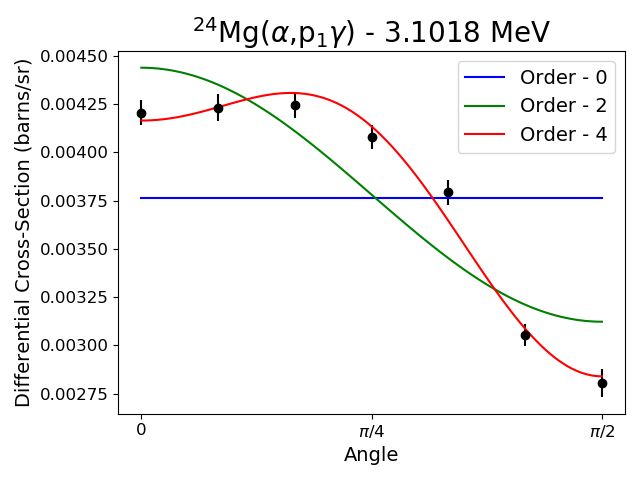 ²⁴Mg(α,p₁γ) - 3.1018 MeV
Differential Cross-Section (barns/sr)
0.00450
0.00425
0.00400
0.00375
0.00350
0.00325
0.00300
0.00275
Order - 0
Order - 2
Order - 4
0 π/4 π/2
Angle